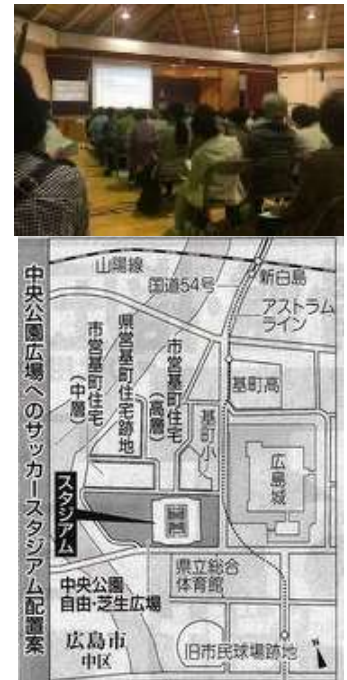 中央公園広場へのサッカースタジアム配置案
山陽線
新白島
国道54号
アストラム
ライン
市営基町住宅
(中層)
県営基町住宅跡地
市営基町住宅
(高層)
基町高
基町小
広島城
スタジアム
県立総合
体育館
中央公園
自由・芝生広場
広島市
中区
旧市民球場跡地
N